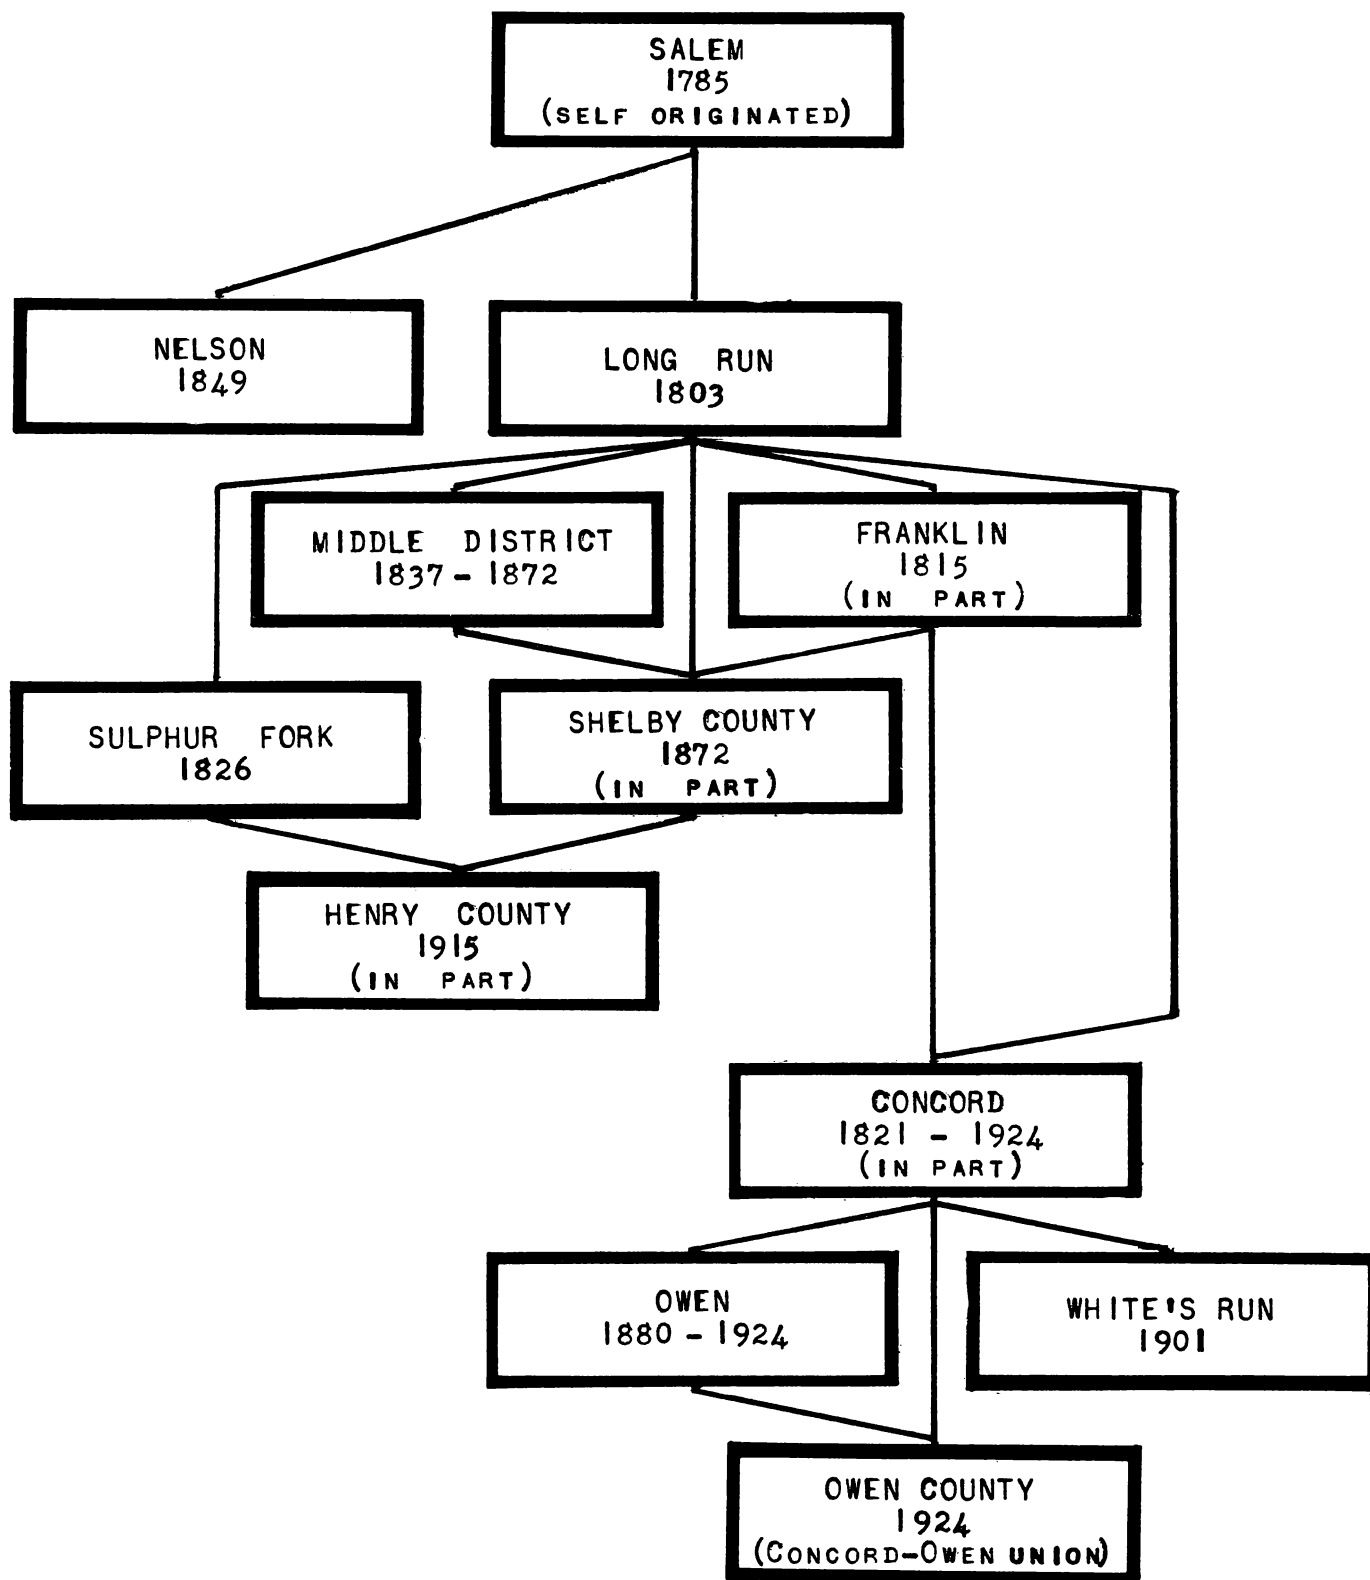 SALEM
1785
(SELF ORIGINATED)
NELSON
1849
LONG RUN
1803
MIDDLE DISTRICT
1837 - 1872
FRANKLIN
1815
(IN PART)
SULPHUR FORK
1826
SHELBY COUNTY
1872
(IN PART)
HENRY COUNTY
1915
(IN PART)
CONCORD
1821 - 1924
(IN PART)
OWEN
1880 - 1924
WHITE'S RUN
1901
OWEN COUNTY
1924
(CONCORD-OWEN UNION)